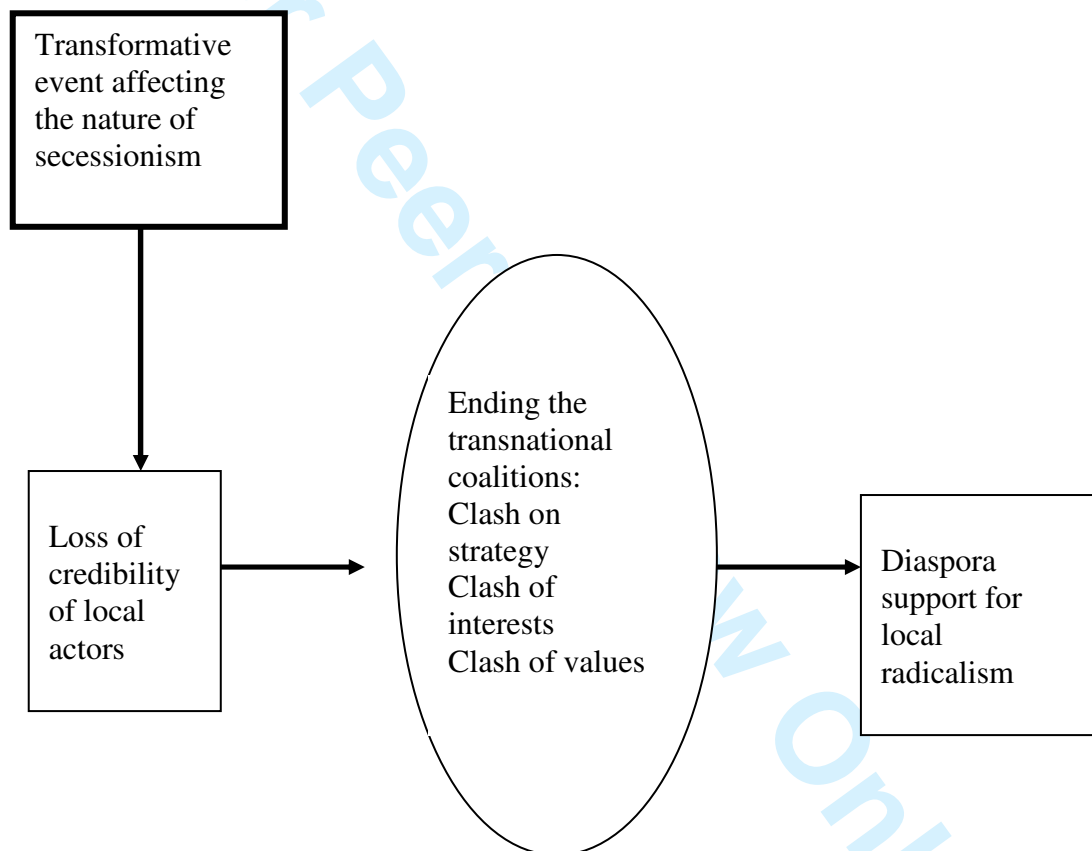 Transformative
event affecting
the nature of
secessionism
Peer
Ending the
transnational
coalitions:
Clash on
strategy
Clash of
interests
Clash of values
Loss of
credibility
of local
actors
Diaspora
support for
local
radicalism